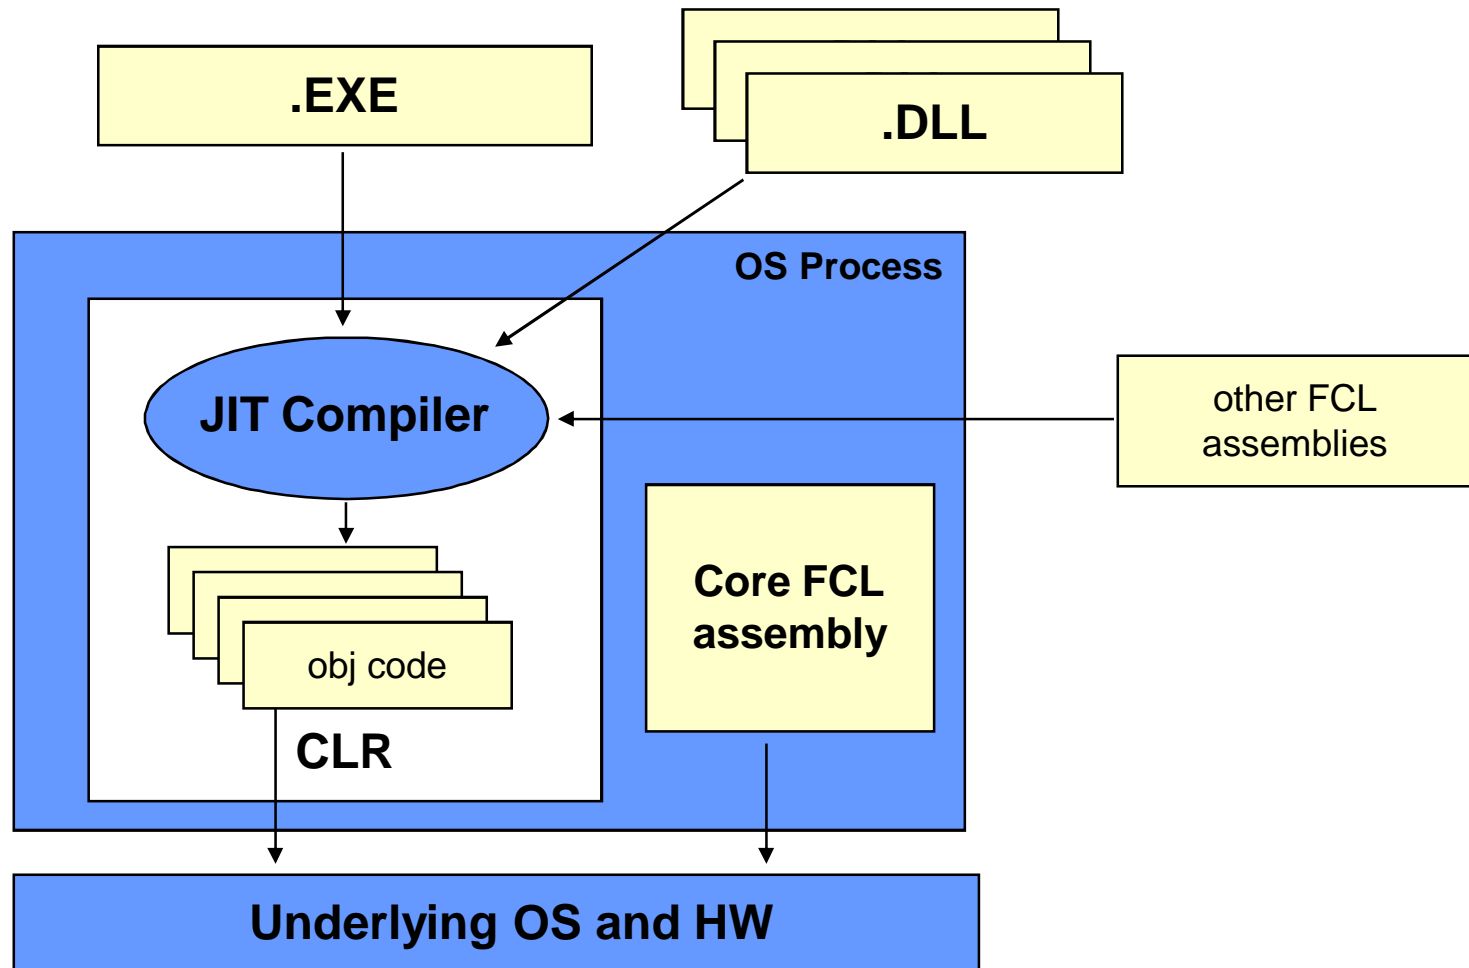 .EXE
.DLL
OS Process
JIT Compiler
other FCL
assemblies
Core FCL
assembly
obj code
CLR
Underlying OS and HW